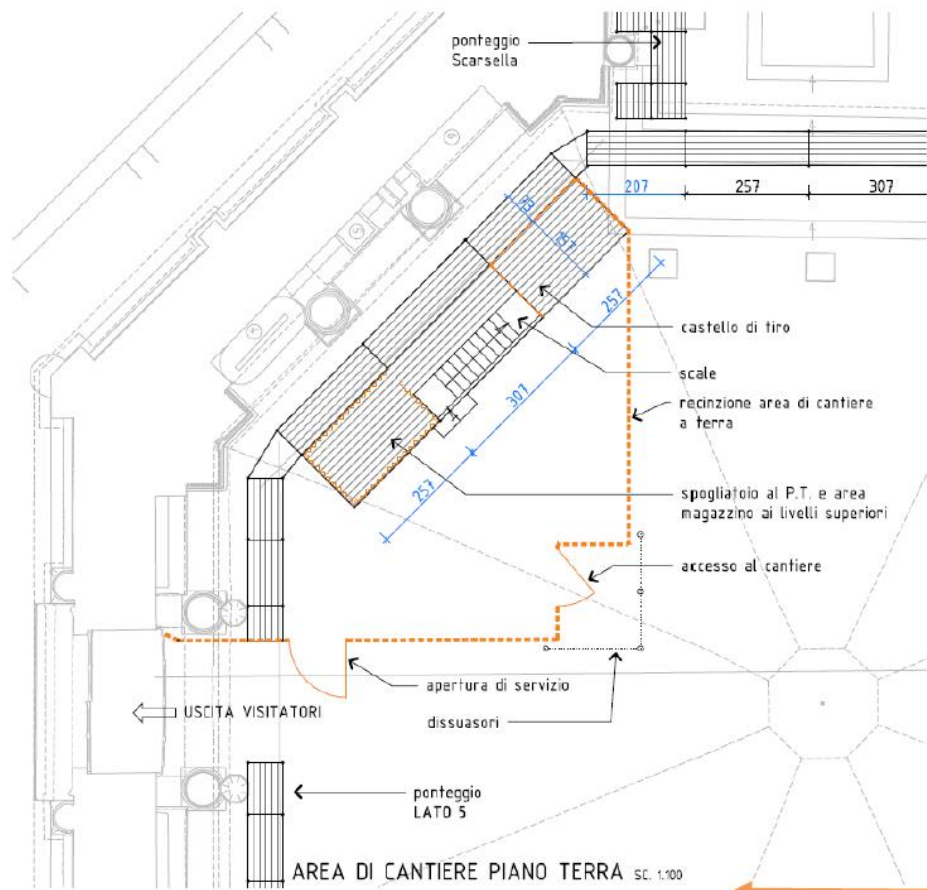 ponteggio
Scarsella
207
257
307
73
257
257
castello di tiro
scale
307
recinzione area di cantiere
a terra
257
spogliatoio al P.T. e area
magazzino ai livelli superiori
accesso al cantiere
apertura di servizio
USCITA VISITATORI
dissuasori
ponteggio
LATO 5
AREA DI CANTIERE PIANO TERRA SC. 1.100